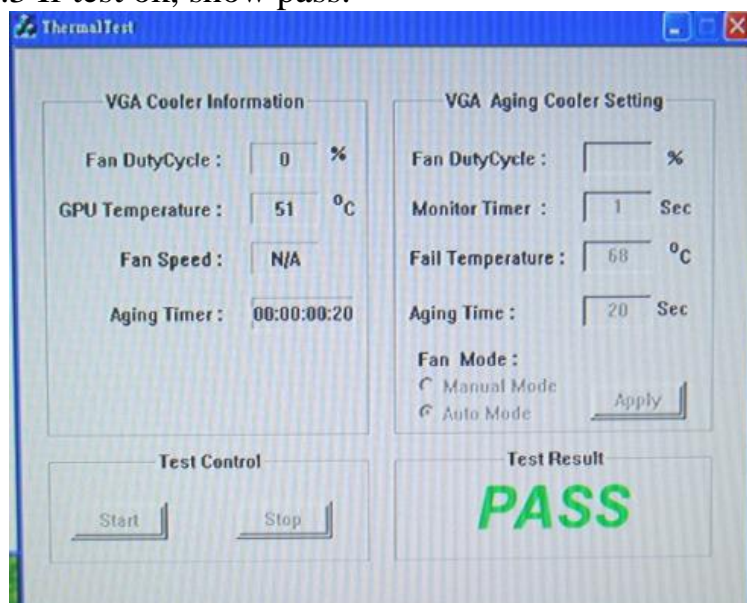 .3 If test ok, show pass.
ThermalTest
VGA Cooler Information
Fan DutyCycle : 0 %
GPU Temperature : 51 °C
Fan Speed : N/A
Aging Timer : 00:00:00:20
VGA Aging Cooler Setting
Fan DutyCycle : %
Monitor Timer : 1 Sec
Fail Temperature : 68 °C
Aging Time : 20 Sec
Fan Mode :
Manual Mode
Auto Mode
Apply
Test Control
Start Stop
Test Result
PASS